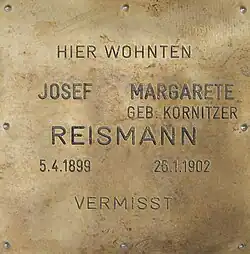 HIER WOHNTEN
JOSEF MARGARETE
GEB. KORNITZER
REISMANN
5.4.1899 26.1.1902
VERMISST